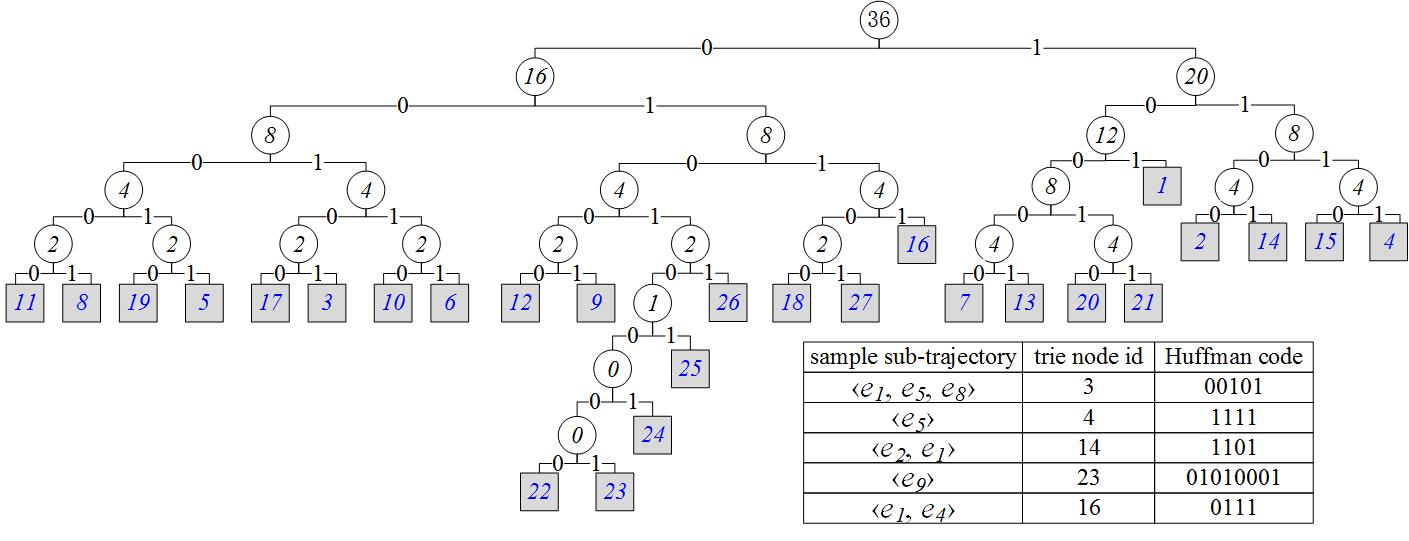 36
0 1
16 20
0 1 0 1
8 8 12 8
0 1 0 1 0 1 0 1
4 4 4 4 8 1 4 4
0 1 0 1 0 1 0 1 0 1 0 1 0 1
2 2 2 2 2 2 2 16 4 4 2 14 15 4
0 1 0 1 0 1 0 1 0 1 0 1 0 1 0 1 0 1
11 8 19 5 17 3 10 6 12 9 1 26 18 27 7 13 20 21
0 1
0 25
0 1
0 24
0 1
22 23
sample sub-trajectory trie node id Huffman code
‹e1, e5, e8› 3 00101
‹e5› 4 1111
‹e2, e1› 14 1101
‹e9› 23 01010001
‹e1, e4› 16 0111